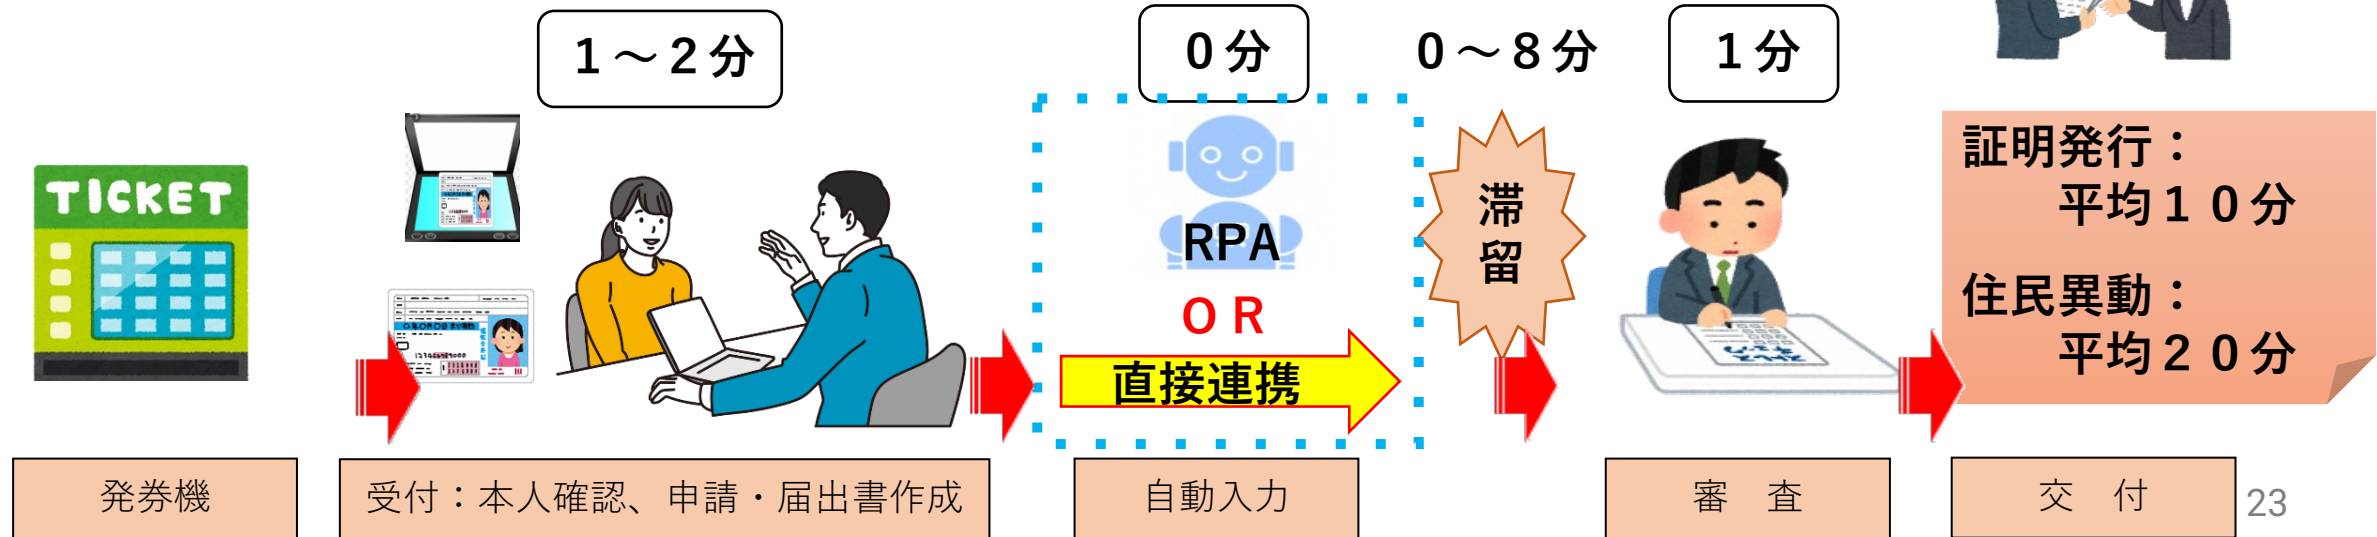 １～２分
０分
０～８分
１分
TICKET
RPA
ＯＲ
直接連携
滞
留
証明発行：
平均１０分
住民異動：
平均２０分
発券機
受付：本人確認、申請・届出書作成
自動入力
審　査
交　付
23